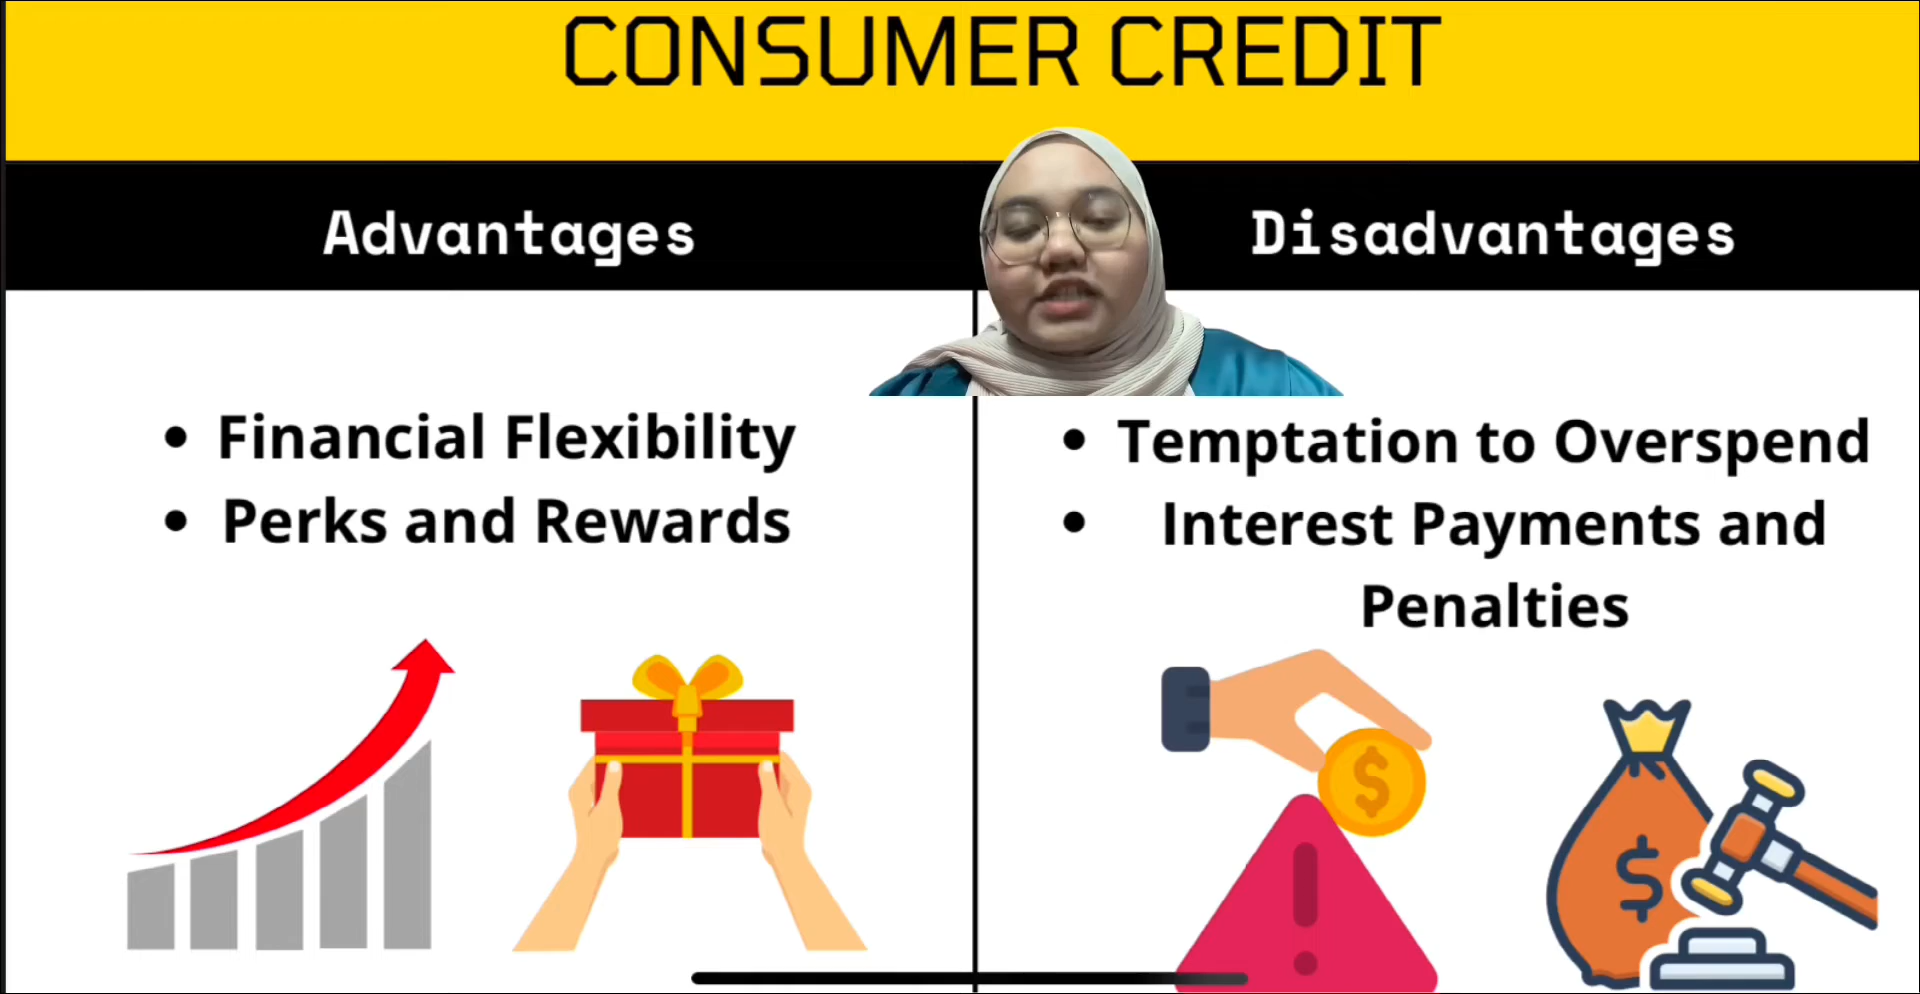 CONSUMER CREDIT
Advantages
Disadvantages
• Financial Flexibility
• Perks and Rewards
• Temptation to Overspend
• Interest Payments and
Penalties
$
$